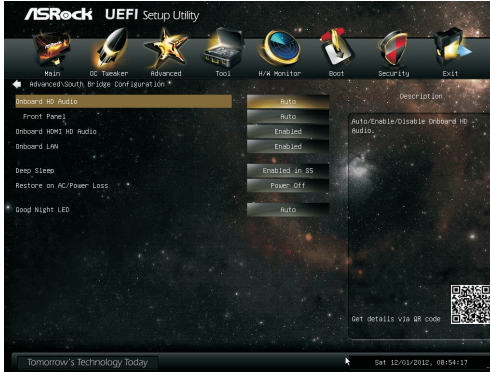 ASRock UEFI Setup Utility
Main OC Tweaker Advanced Tool H/W Monitor Boot Security Exit
Advanced\South Bridge Configuration
Description
Onboard HD Audio Auto
Front Panel Auto
Onboard HDMI HD Audio Enabled
Onboard LAN Enabled
Deep Sleep Enabled in S5
Restore on AC/Power Loss Power Off
Good Night LED Auto
Auto/Enable/Disable Onboard HD
Audio.
Get details via QR code
Tomorrow's Technology Today
Sat 12/01/2012, 08:54:17